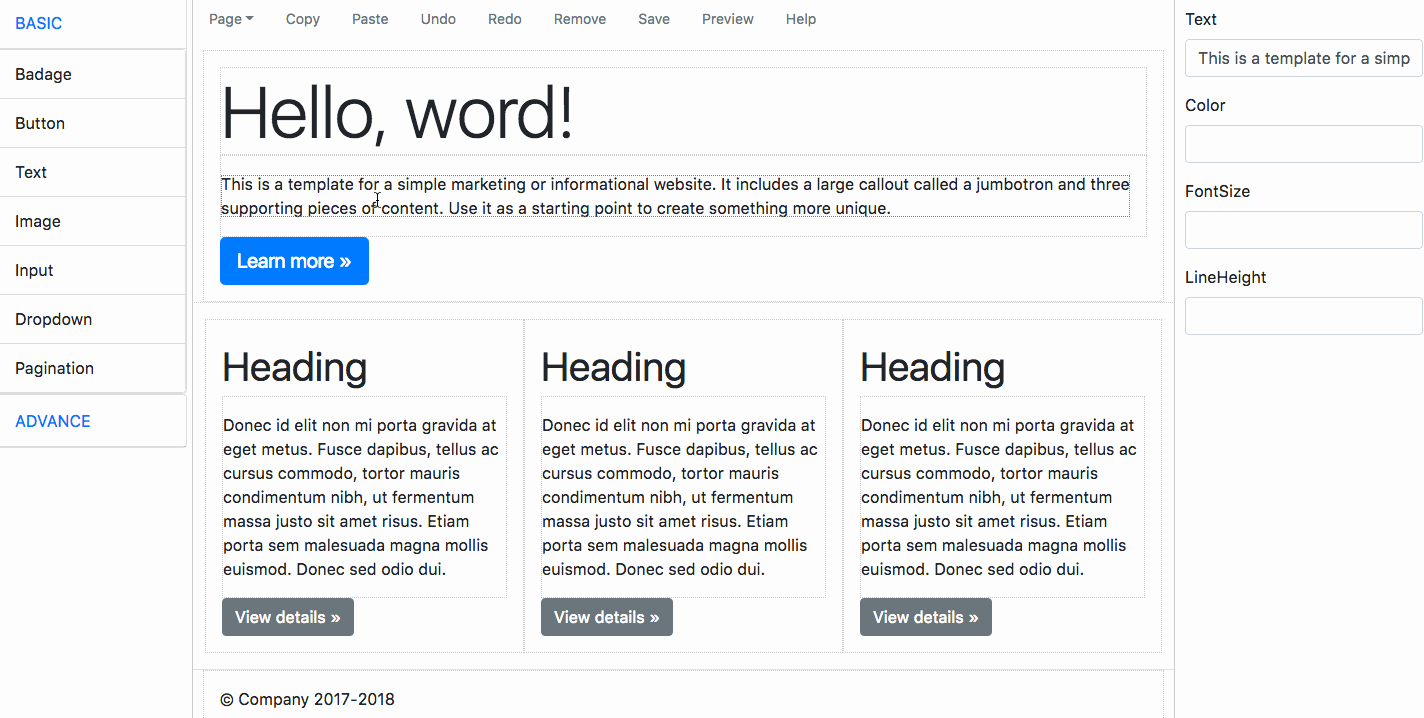 BASIC
Badage
Button
Text
Image
Input
Dropdown
Pagination
ADVANCE
Page Copy Paste Undo Redo Remove Save Preview Help
Hello, word!
This is a template for a simple marketing or informational website. It includes a large callout called a jumbotron and three
supporting pieces of content. Use it as a starting point to create something more unique.
Learn more »
Heading
Donec id elit non mi porta gravida at
eget metus. Fusce dapibus, tellus ac
cursus commodo, tortor mauris
condimentum nibh, ut fermentum
massa justo sit amet risus. Etiam
porta sem malesuada magna mollis
euismod. Donec sed odio dui.
View details »
Heading
Donec id elit non mi porta gravida at
eget metus. Fusce dapibus, tellus ac
cursus commodo, tortor mauris
condimentum nibh, ut fermentum
massa justo sit amet risus. Etiam
porta sem malesuada magna mollis
euismod. Donec sed odio dui.
View details »
Heading
Donec id elit non mi porta gravida at
eget metus. Fusce dapibus, tellus ac
cursus commodo, tortor mauris
condimentum nibh, ut fermentum
massa justo sit amet risus. Etiam
porta sem malesuada magna mollis
euismod. Donec sed odio dui.
View details »
© Company 2017-2018
Text
This is a template for a simp
Color
FontSize
LineHeight